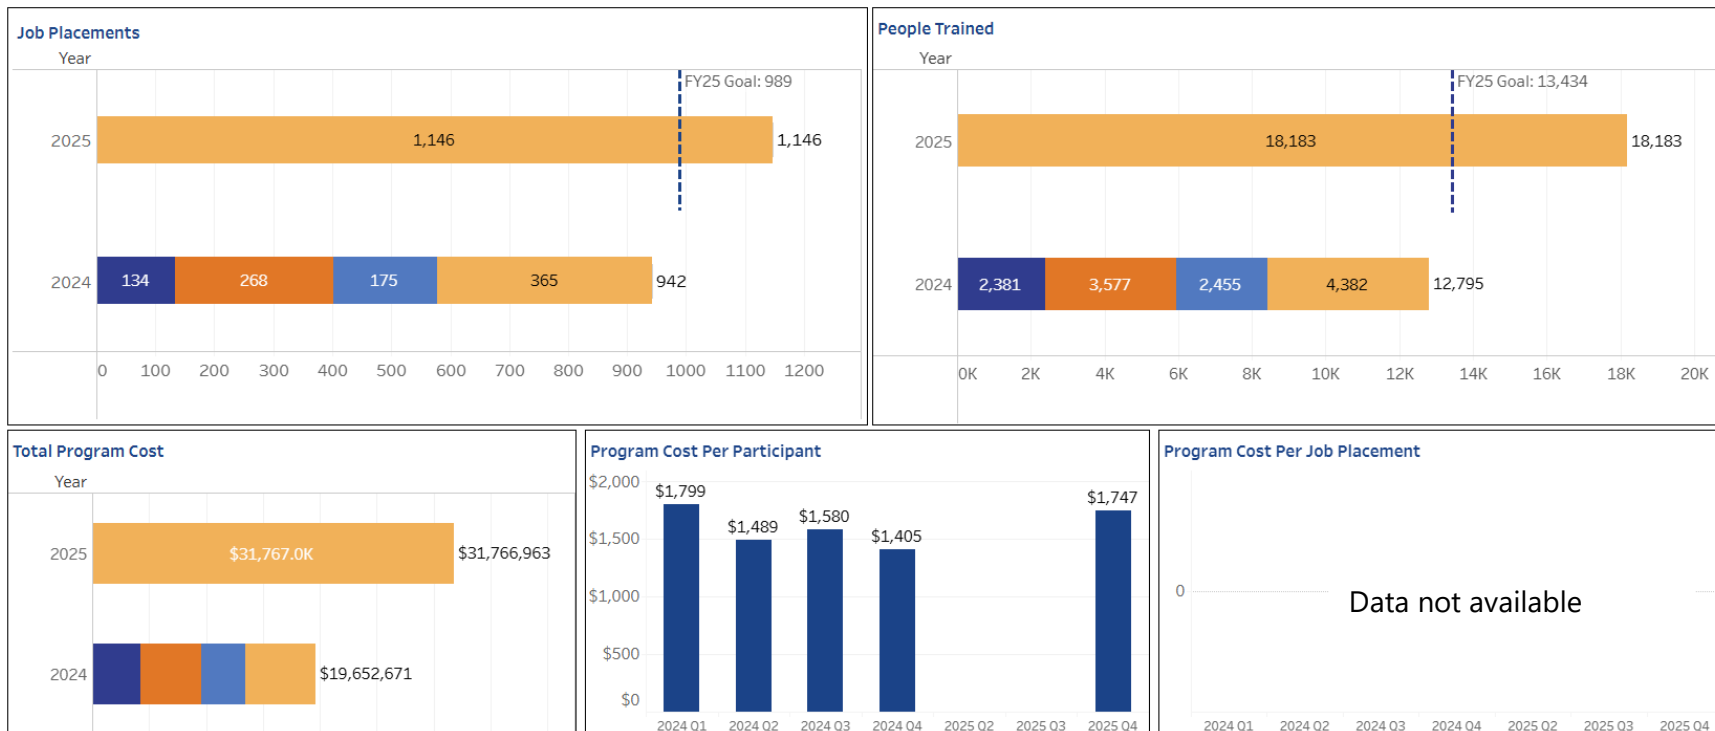 Job Placements
Year
FY25 Goal: 989
2025
1,146
1,146
2024
134
268
175
365
942
0 100 200 300 400 500 600 700 800 900 1000 1100 1200
People Trained
Year
FY25 Goal: 13,434
2025
18,183
18,183
2024
2,381
3,577
2,455
4,382
12,795
0K 2K 4K 6K 8K 10K 12K 14K 16K 18K 20K
Total Program Cost
Year
2025
$31,767.0K
$31,766,963
2024
$19,652,671
Program Cost Per Participant
$2,000
$1,500
$1,000
$500
$0
$1,799
$1,489
$1,580
$1,405
$1,747
2024 Q1 2024 Q2 2024 Q3 2024 Q4 2025 Q2 2025 Q3 2025 Q4
Program Cost Per Job Placement
0
Data not available
2024 Q1 2024 Q2 2024 Q3 2024 Q4 2025 Q2 2025 Q3 2025 Q4